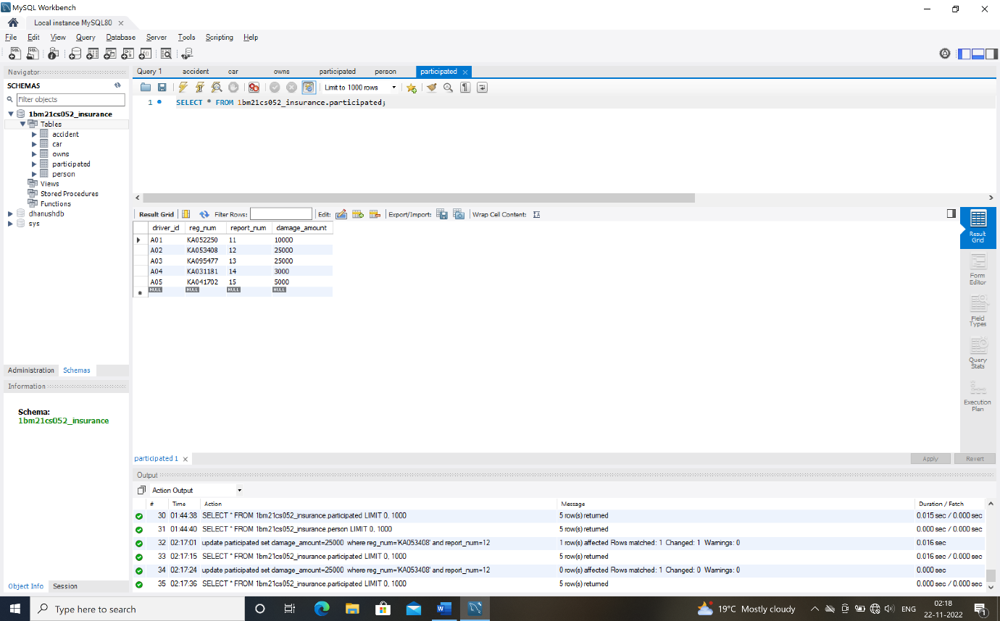 MySQL Workbench
Local instance MySQL80
File Edit View Query Database Server Tools Scripting Help
Navigator
SCHEMAS
Filter objects
1bm21cs052_insurance
Tables
accident
car
owns
participated
person
Views
Stored Procedures
Functions
dhanushdb
sys
Administration Schemas
Information
Schema:
1bm21cs052_insurance
Object Info Session
Query 1 accident car owns participated person participated
Limit to 1000 rows
1 SELECT * FROM 1bm21cs052_insurance.participated;
Result Grid Filter Rows: Edit: Export/Import: Wrap Cell Content:
driver_id reg_num report_num damage_amount
A01 KA052250 11 10000
A02 KA053408 12 25000
A03 KA095477 13 25000
A04 KA031181 14 3000
A05 KA041702 15 5000
NULL NULL NULL NULL
Result
Grid
Form
Editor
Field
Types
Query
Stats
Execution
Plan
participated 1 Apply Revert
Output
Action Output
# Time Action Message Duration / Fetch
30 01:44:38 SELECT * FROM 1bm21cs052_insurance.participated LIMIT 0, 1000 5 row(s) returned 0.015 sec / 0.000 sec
31 01:44:40 SELECT * FROM 1bm21cs052_insurance.person LIMIT 0, 1000 5 row(s) returned 0.000 sec / 0.000 sec
32 02:17:01 update participated set damage_amount=25000 where reg_num='KA053408' and report_num=12 1 row(s) affected Rows matched: 1 Changed: 1 Warnings: 0 0.016 sec
33 02:17:15 SELECT * FROM 1bm21cs052_insurance.participated LIMIT 0, 1000 5 row(s) returned 0.016 sec / 0.000 sec
34 02:17:24 update participated set damage_amount=25000 where reg_num='KA053408' and report_num=12 0 row(s) affected Rows matched: 1 Changed: 0 Warnings: 0 0.000 sec
35 02:17:36 SELECT * FROM 1bm21cs052_insurance.participated LIMIT 0, 1000 5 row(s) returned 0.000 sec / 0.000 sec
Type here to search
19°C Mostly cloudy
ENG
02:18
22-11-2022
1